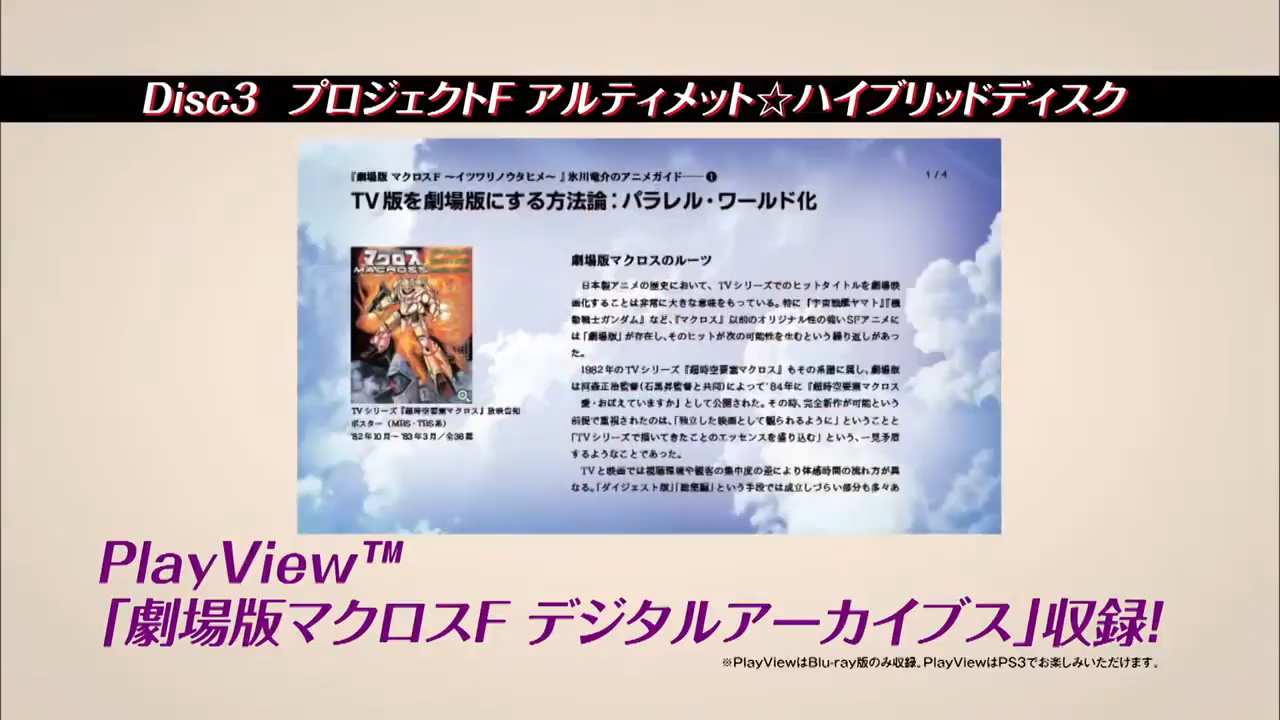 Disc3 プロジェクトF アルティメット☆ハイブリッドディスク
『劇場版 マクロスF ～イツワリノウタヒメ～』氷川竜介のアニメガイド──❶
1/4
TV版を劇場版にする方法論：パラレル・ワールド化
マクロス
MACROSS
TVシリーズ『超時空要塞マクロス』放映告知
ポスター（MBS・TBS系）
'82年10月～'83年3月／全36話
劇場版マクロスのルーツ
日本製アニメの歴史において、TVシリーズでのヒットタイトルを劇場映
画化することは非常に大きな意味をもっている。特に『宇宙戦艦ヤマト』『機
動戦士ガンダム』など、『マクロス』以前のオリジナル性の強いSFアニメに
は「劇場版」が存在し、そのヒットが次の可能性を生むという繰り返しがあっ
た。
1982年のTVシリーズ『超時空要塞マクロス』もその系譜に属し、劇場版
は河森正治監督(石黒昇監督と共同)によって'84年に『超時空要塞マクロス
愛・おぼえていますか』として公開された。その時、完全新作が可能という
前提で重視されたのは、「独立した映画として観られるように」ということと
「TVシリーズで描いてきたことのエッセンスを盛り込む」という、一見矛盾
するようなことであった。
TVと映画では視聴環境や観客の集中度の差により体感時間の流れ方が異
なる。「ダイジェスト版」「総集編」という手段では成立しづらい部分も多々あ
PlayView™
「劇場版マクロスF デジタルアーカイブス」収録!
※PlayViewはBlu-ray版のみ収録。PlayViewはPS3でお楽しみいただけます。